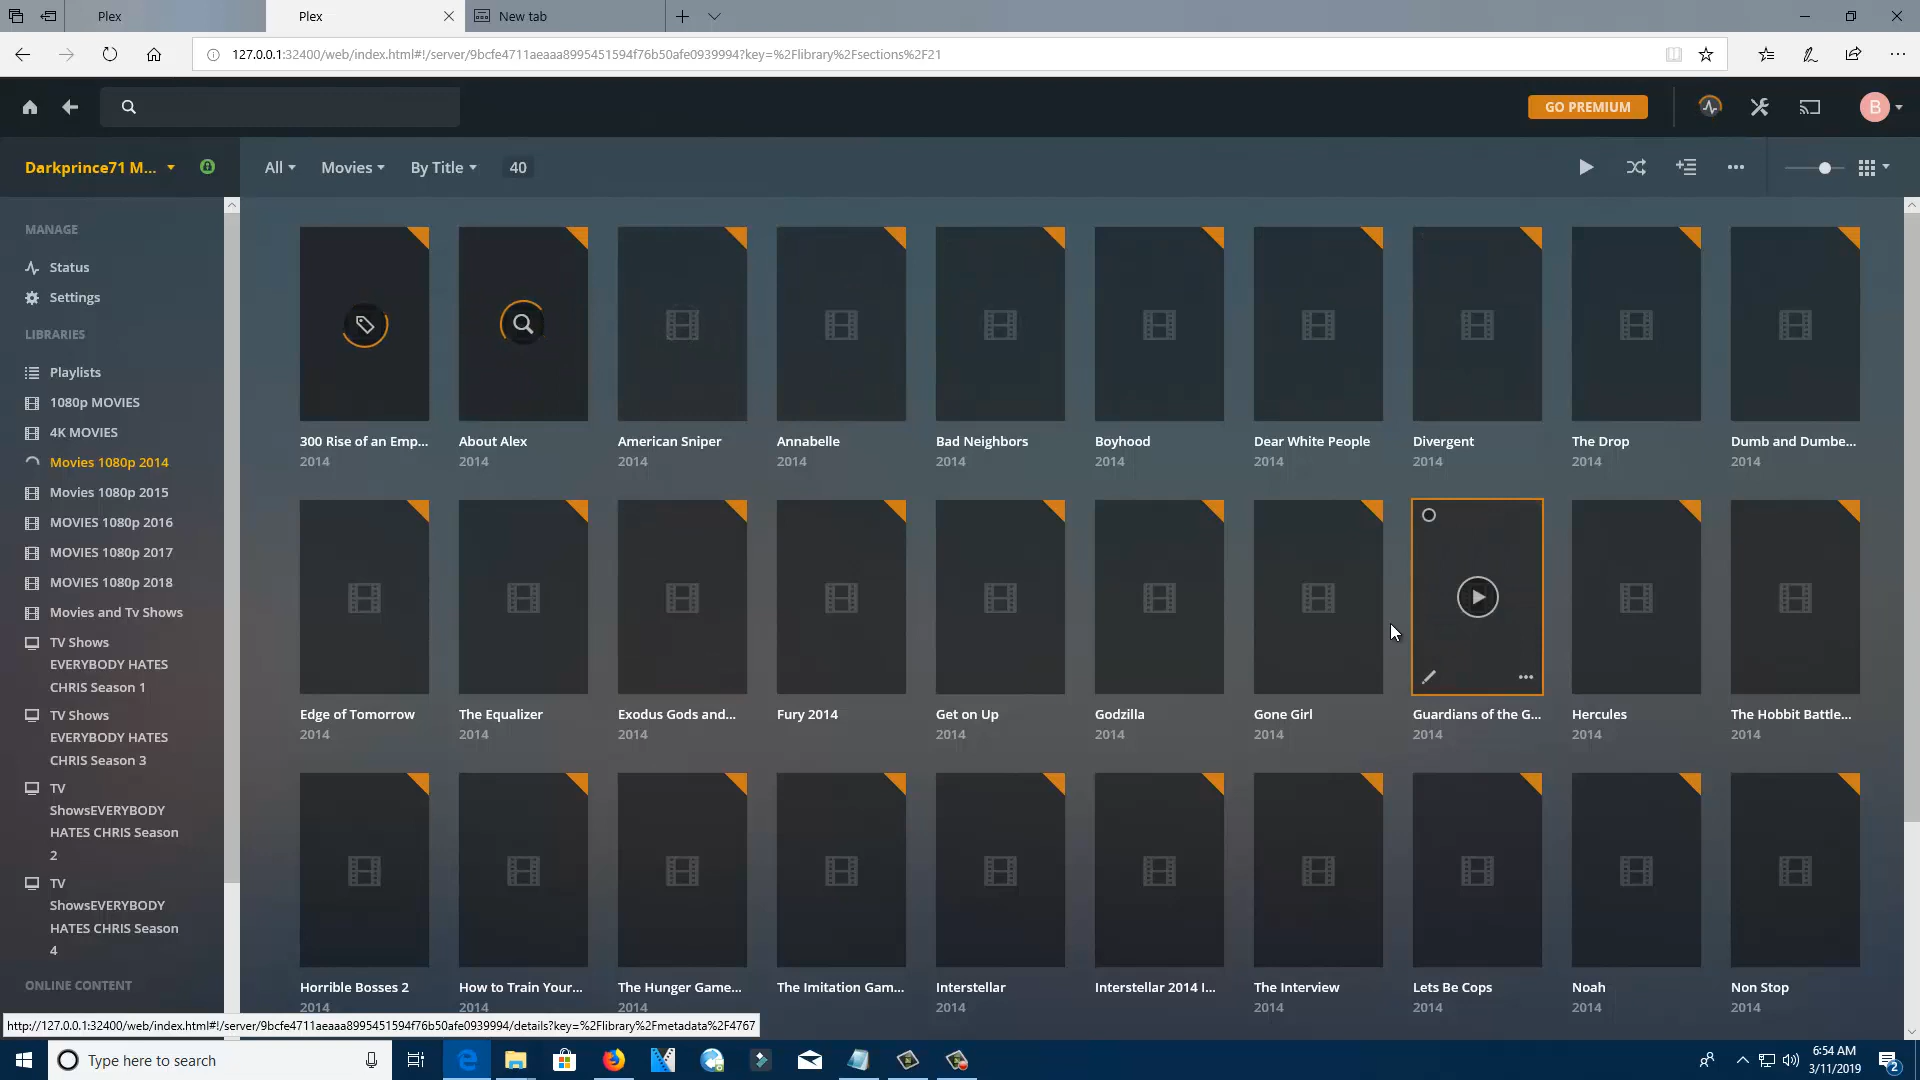 Plex
Plex
New tab
127.0.0.1:32400/web/index.html#!/server/9bcfe4711aeaaa8995451594f76b50afe0939994?key=%2Flibrary%2Fsections%2F21
GO PREMIUM
B
Darkprince71 M...
All
Movies
By Title
40
MANAGE
Status
Settings
LIBRARIES
Playlists
1080p MOVIES
4K MOVIES
Movies 1080p 2014
Movies 1080p 2015
MOVIES 1080p 2016
MOVIES 1080p 2017
MOVIES 1080p 2018
Movies and Tv Shows
TV Shows
EVERYBODY HATES
CHRIS Season 1
TV Shows
EVERYBODY HATES
CHRIS Season 3
TV
ShowsEVERYBODY
HATES CHRIS Season
2
TV
ShowsEVERYBODY
HATES CHRIS Season
4
ONLINE CONTENT
300 Rise of an Emp...
2014
About Alex
2014
American Sniper
2014
Annabelle
2014
Bad Neighbors
2014
Boyhood
2014
Dear White People
2014
Divergent
2014
The Drop
2014
Dumb and Dumbe...
2014
Edge of Tomorrow
2014
The Equalizer
2014
Exodus Gods and...
2014
Fury 2014
2014
Get on Up
2014
Godzilla
2014
Gone Girl
2014
Guardians of the G...
2014
Hercules
2014
The Hobbit Battle...
2014
Horrible Bosses 2
2014
How to Train Your...
2014
The Hunger Game...
2014
The Imitation Gam...
2014
Interstellar
2014
Interstellar 2014 I...
2014
The Interview
2014
Lets Be Cops
2014
Noah
2014
Non Stop
2014
http://127.0.0.1:32400/web/index.html#!/server/9bcfe4711aeaaa8995451594f76b50afe0939994/details?key=%2Flibrary%2Fmetadata%2F4767
Type here to search
6:54 AM
3/11/2019
2